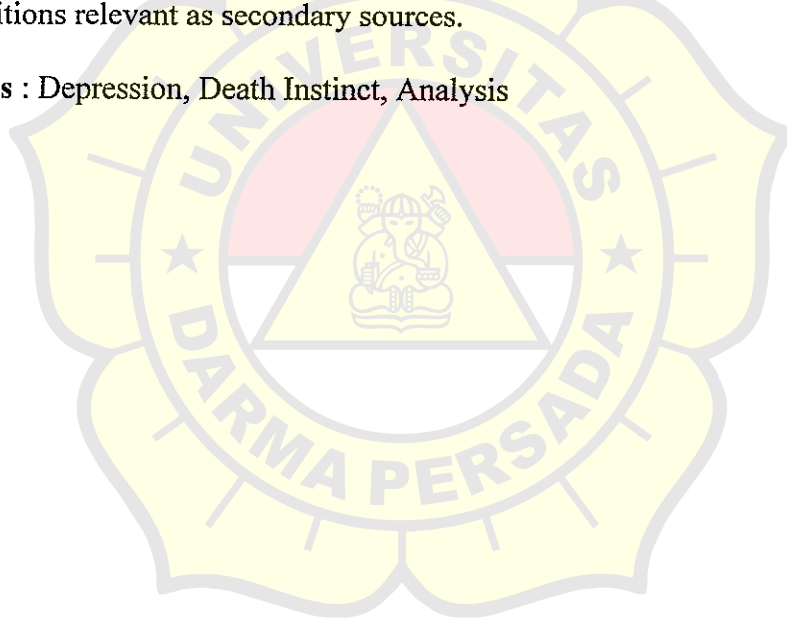 itions relevant as secondary sources.
s : Depression, Death Instinct, Analysis
UNIVERSITAS
DARMA PERSADA